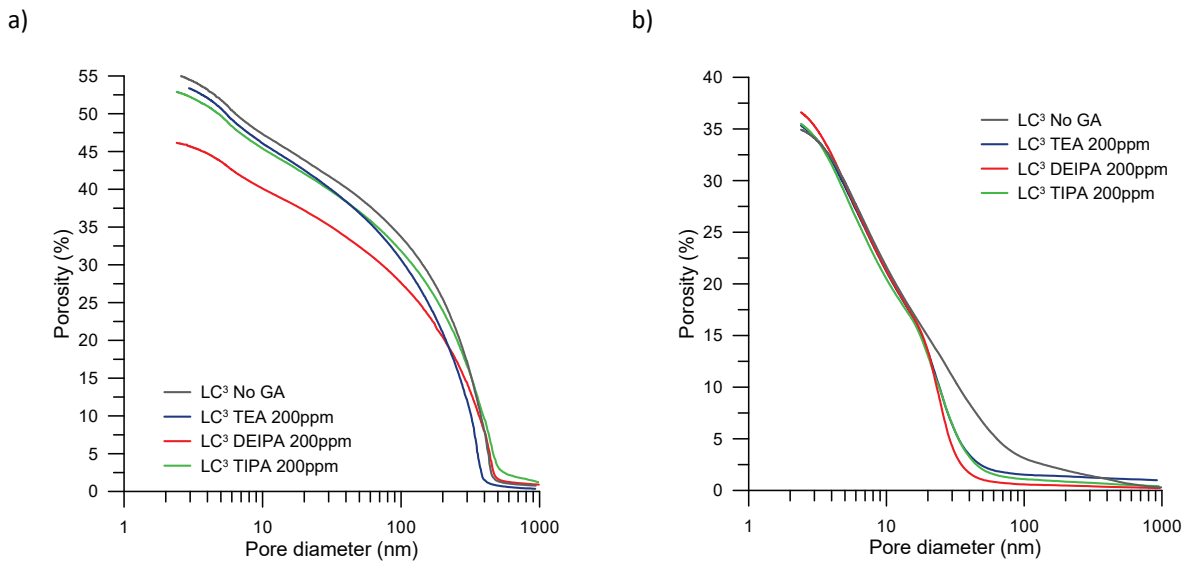 a)
b)
Porosity (%)
55
50
45
40
35
30
25
20
15
10
5
0
LC³ No GA
LC³ TEA 200ppm
LC³ DEIPA 200ppm
LC³ TIPA 200ppm
1
10
100
1000
Pore diameter (nm)
Porosity (%)
40
35
30
25
20
15
10
5
0
LC³ No GA
LC³ TEA 200ppm
LC³ DEIPA 200ppm
LC³ TIPA 200ppm
1
10
100
1000
Pore diameter (nm)